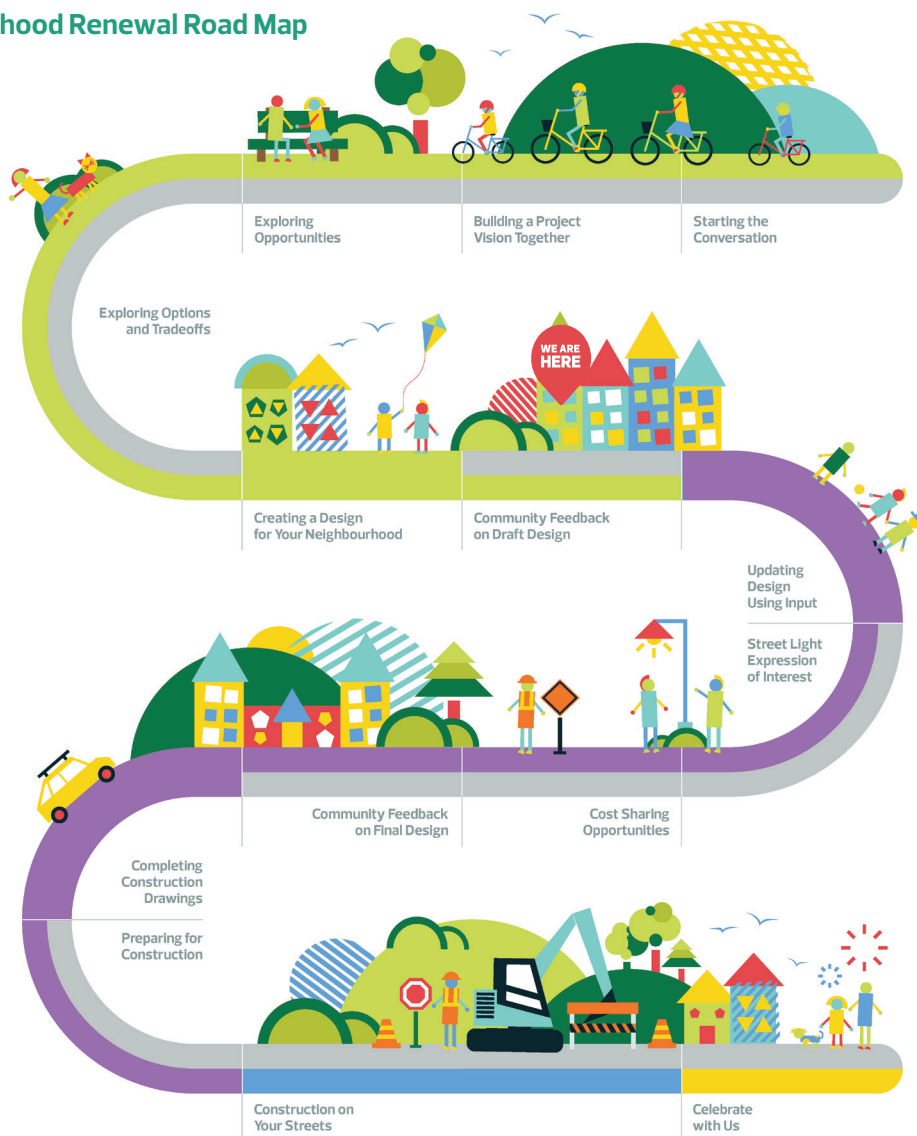 hood Renewal Road Map
Exploring
Opportunities
Building a Project
Vision Together
Starting the
Conversation
Exploring Options
and Tradeoffs
WE ARE
HERE
Creating a Design
for Your Neighbourhood
Community Feedback
on Draft Design
Updating
Design
Using Input
Street Light
Expression
of Interest
Community Feedback
on Final Design
Cost Sharing
Opportunities
Completing
Construction
Drawings
Preparing for
Construction
Construction on
Your Streets
Celebrate
with Us